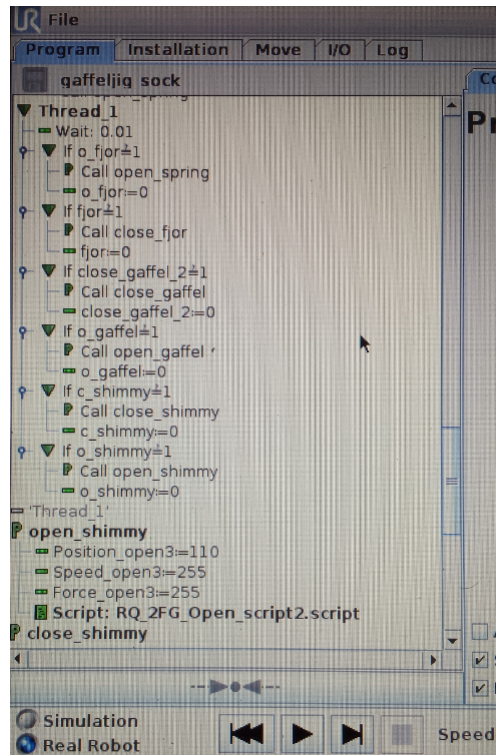 UR File
Program Installation Move I/O Log
gaffeljig sock
Co
Call open_spring
Thread_1
Wait: 0.01
If o_fjor≟1
Call open_spring
o_fjor:=0
If fjor≟1
Call close_fjor
fjor:=0
If close_gaffel_2≟1
Call close_gaffel
close_gaffel_2:=0
If o_gaffel≟1
Call open_gaffel
o_gaffel:=0
If c_shimmy≟1
Call close_shimmy
c_shimmy:=0
If o_shimmy≟1
Call open_shimmy
o_shimmy:=0
'Thread_1'
P open_shimmy
Position_open3:=110
Speed_open3:=255
Force_open3:=255
Script: RQ_2FG_Open_script2.script
P close_shimmy
Simulation
Real Robot
Speed